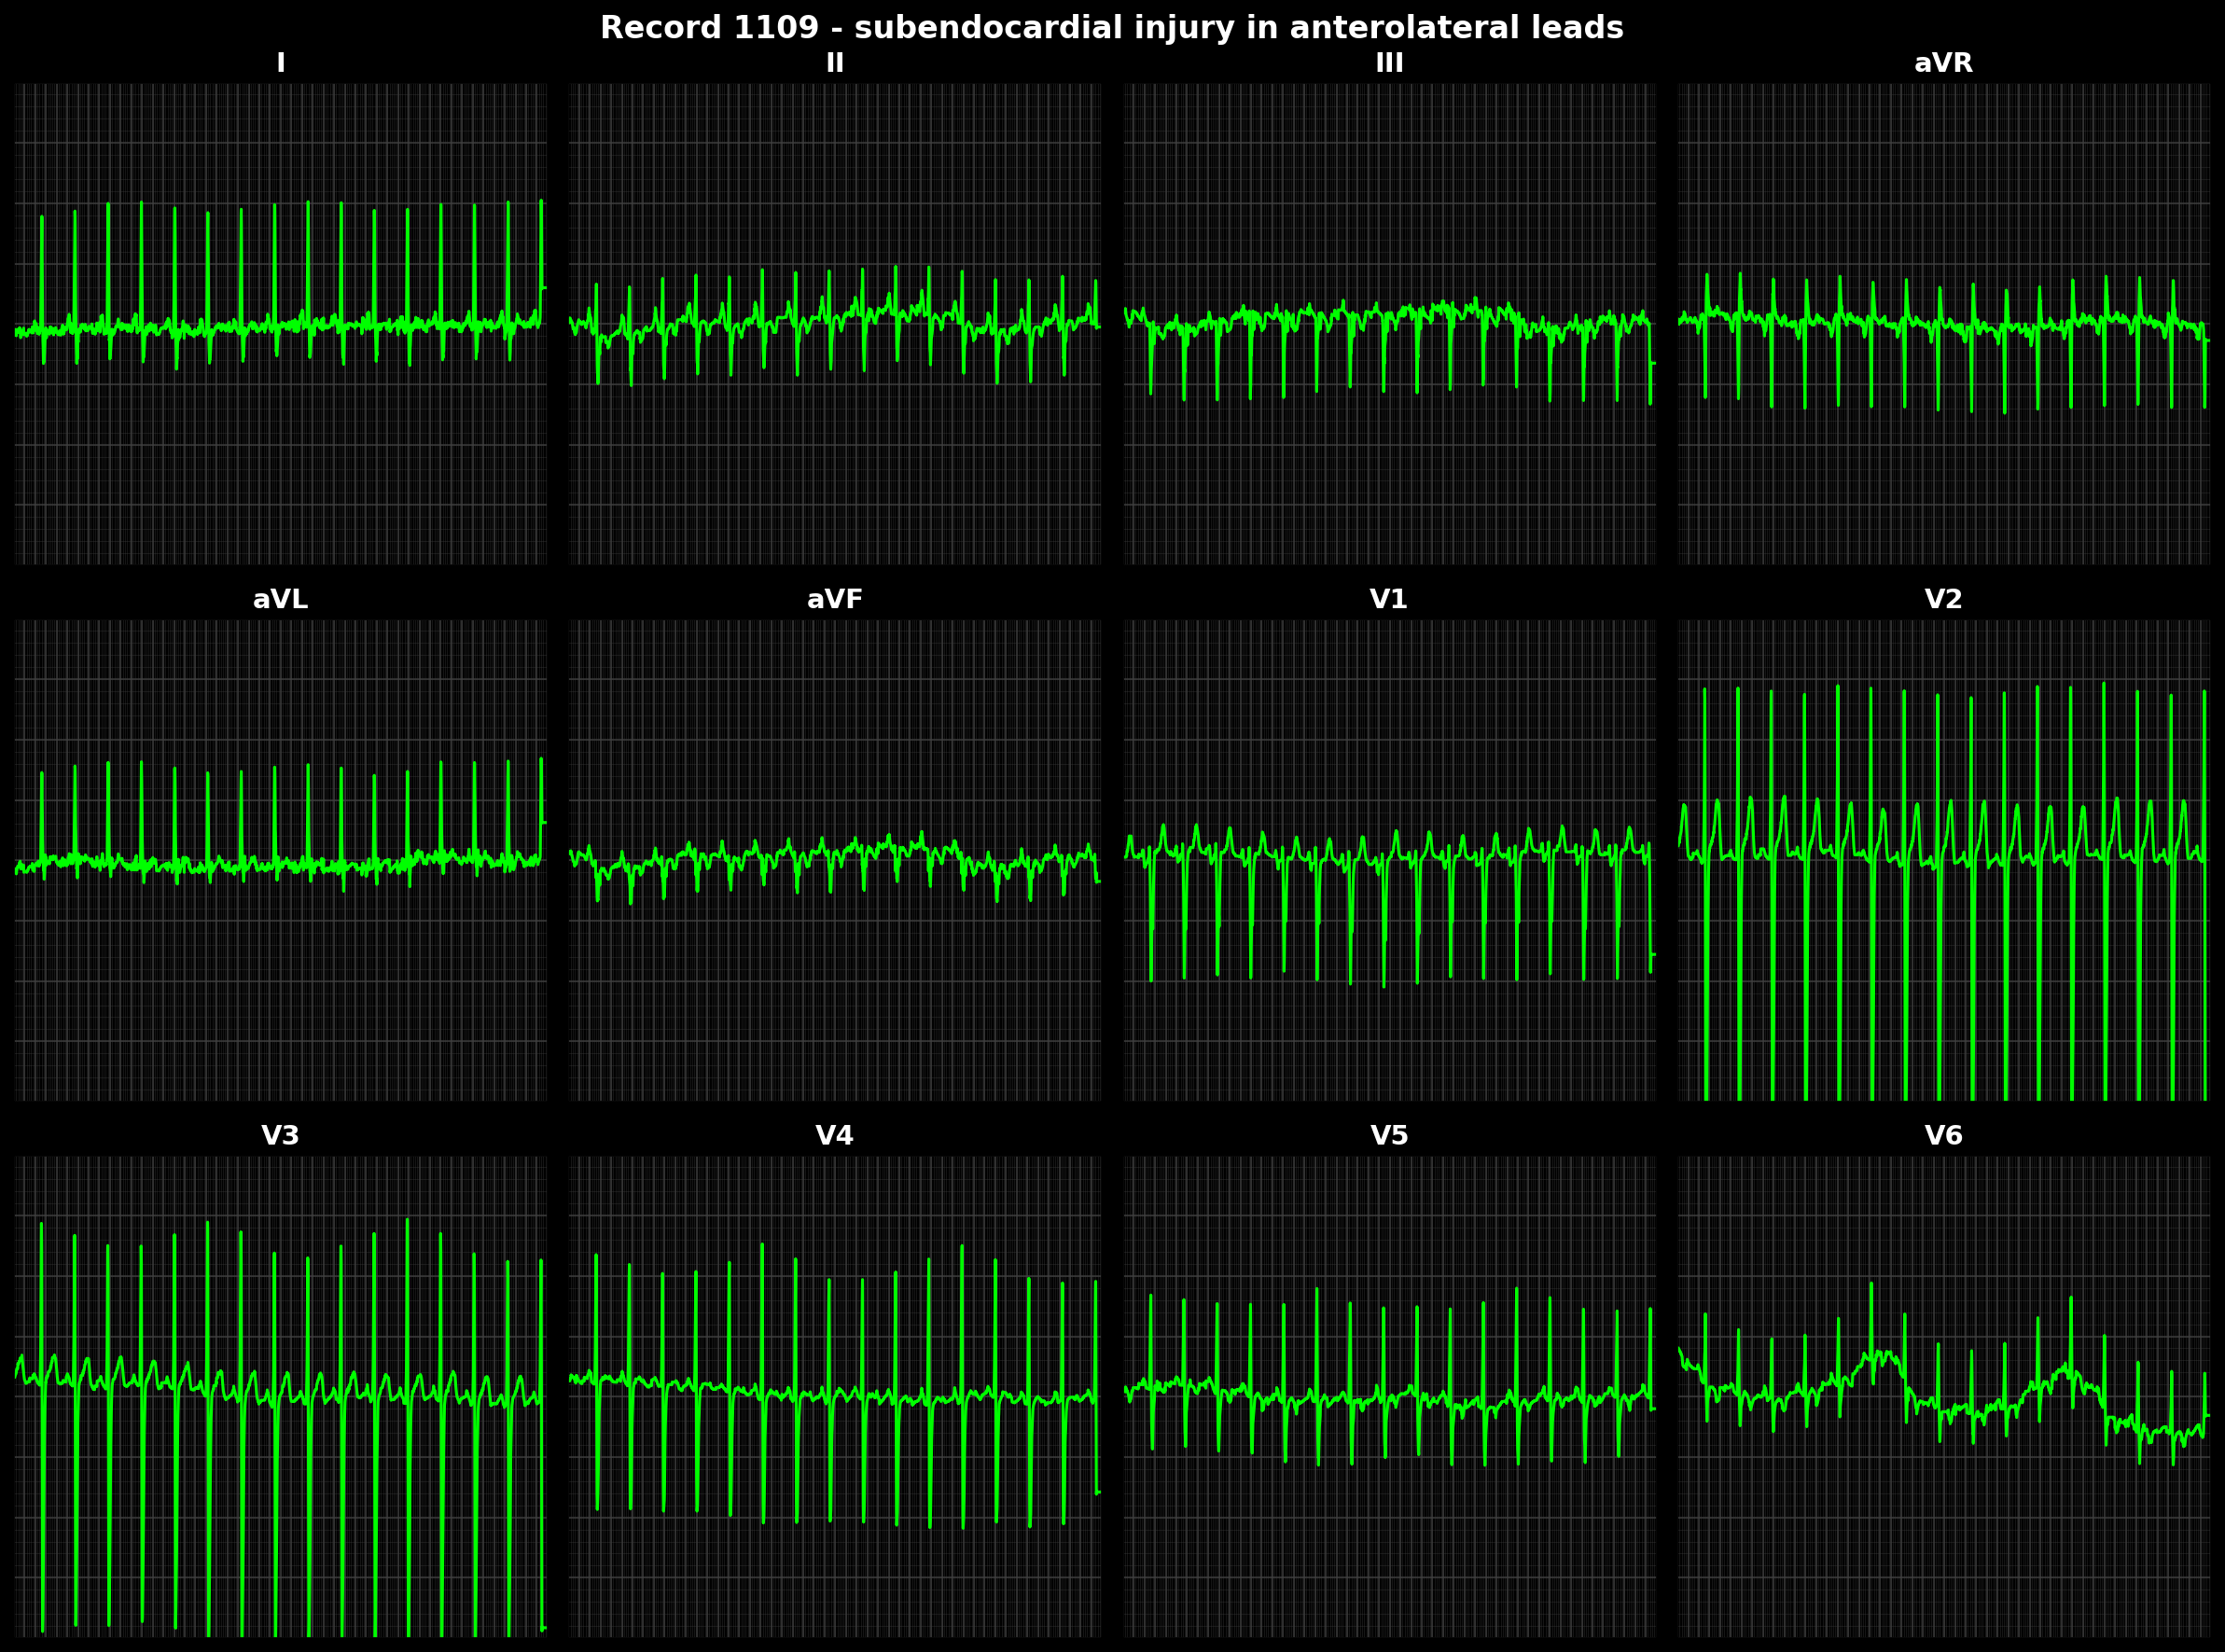 Record 1109 - subendocardial injury in anterolateral leads
I II III aVR
aVL aVF V1 V2
V3 V4 V5 V6